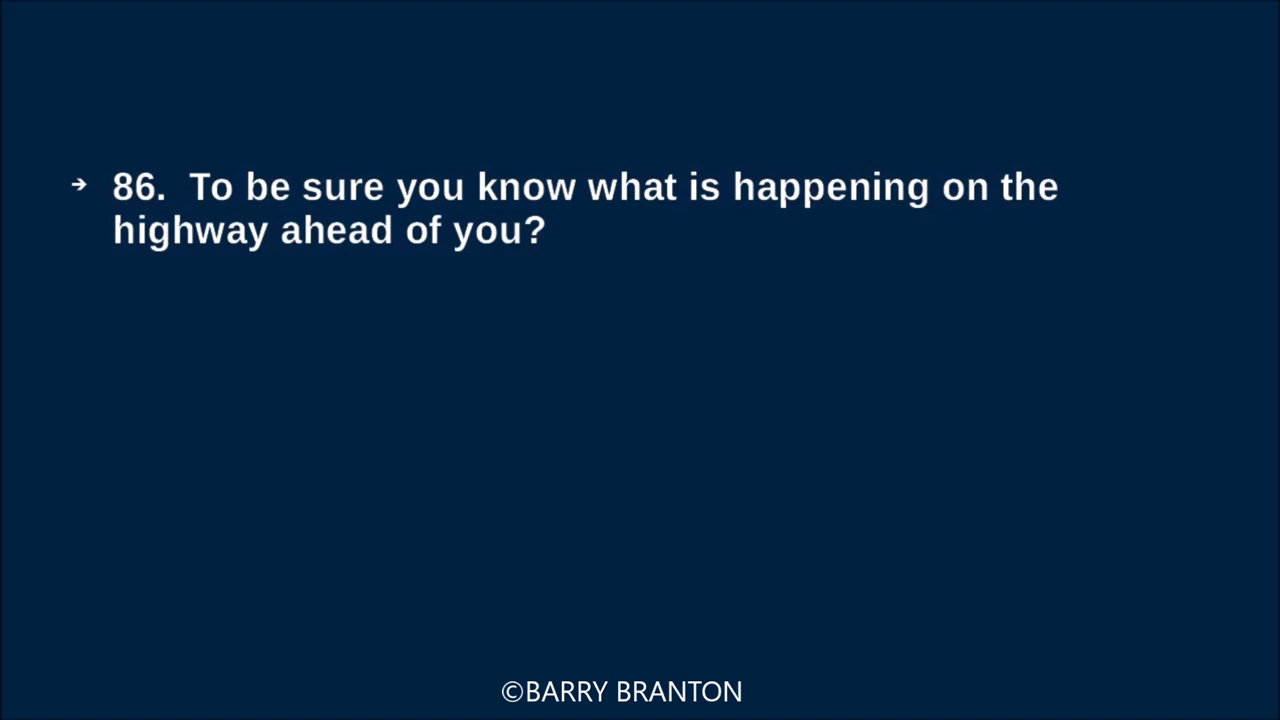 → 86. To be sure you know what is happening on the
highway ahead of you?
©BARRY BRANTON